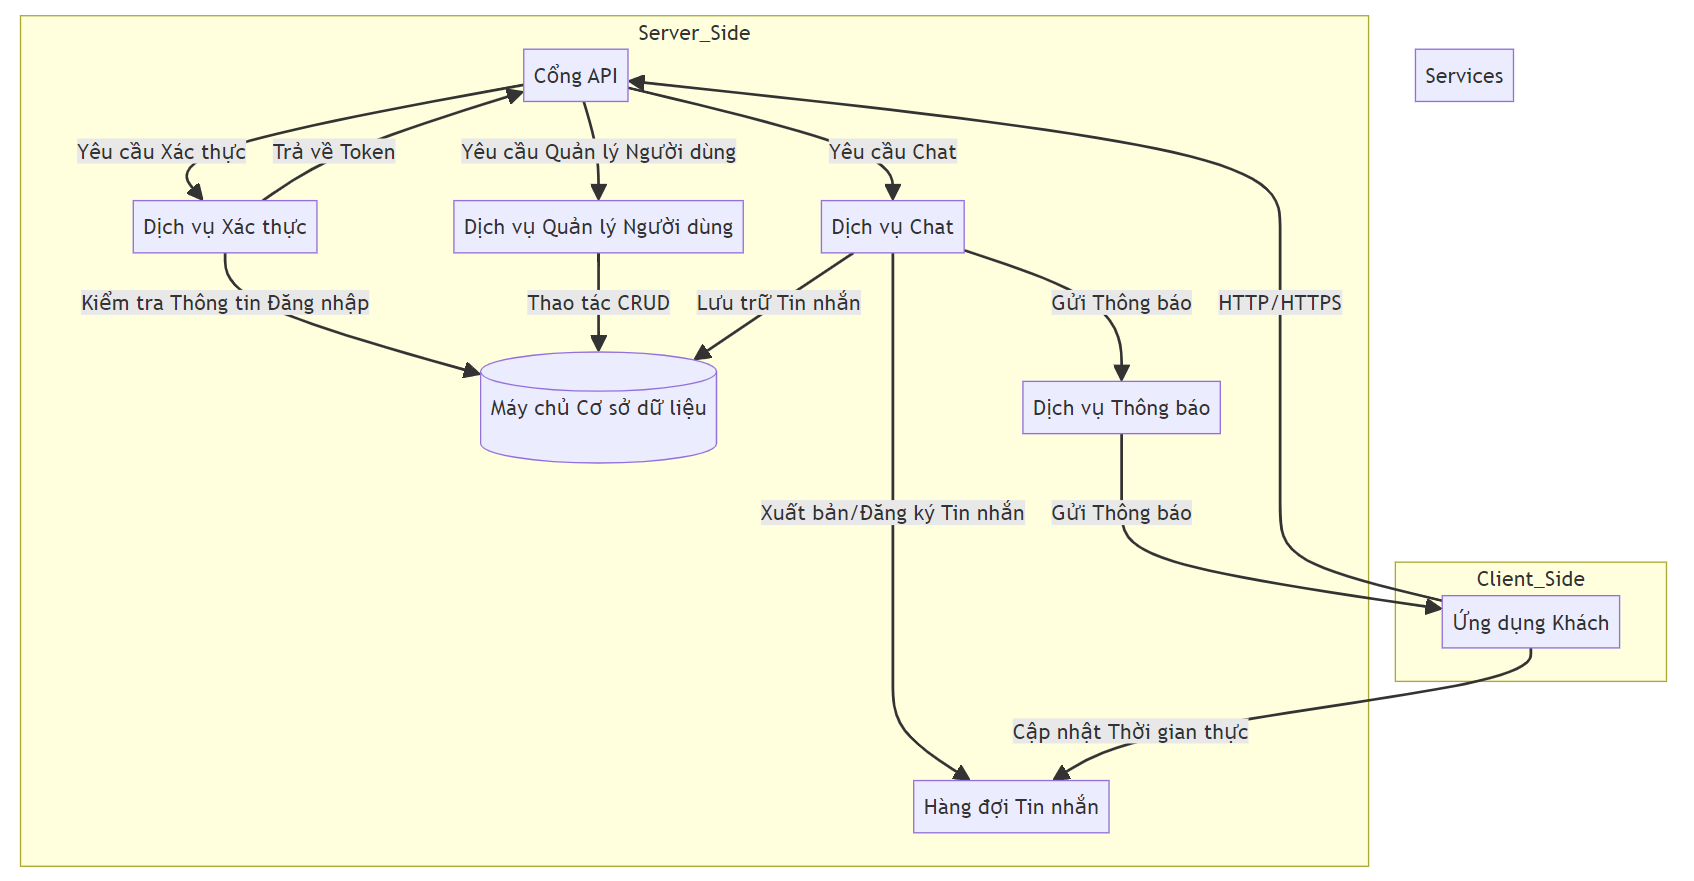 Server_Side
Cổng API
Services
Yêu cầu Xác thực
Trả về Token
Yêu cầu Quản lý Người dùng
Yêu cầu Chat
Dịch vụ Xác thực
Dịch vụ Quản lý Người dùng
Dịch vụ Chat
Kiểm tra Thông tin Đăng nhập
Thao tác CRUD
Lưu trữ Tin nhắn
Gửi Thông báo
HTTP/HTTPS
Máy chủ Cơ sở dữ liệu
Dịch vụ Thông báo
Xuất bản/Đăng ký Tin nhắn
Gửi Thông báo
Client_Side
Ứng dụng Khách
Cập nhật Thời gian thực
Hàng đợi Tin nhắn